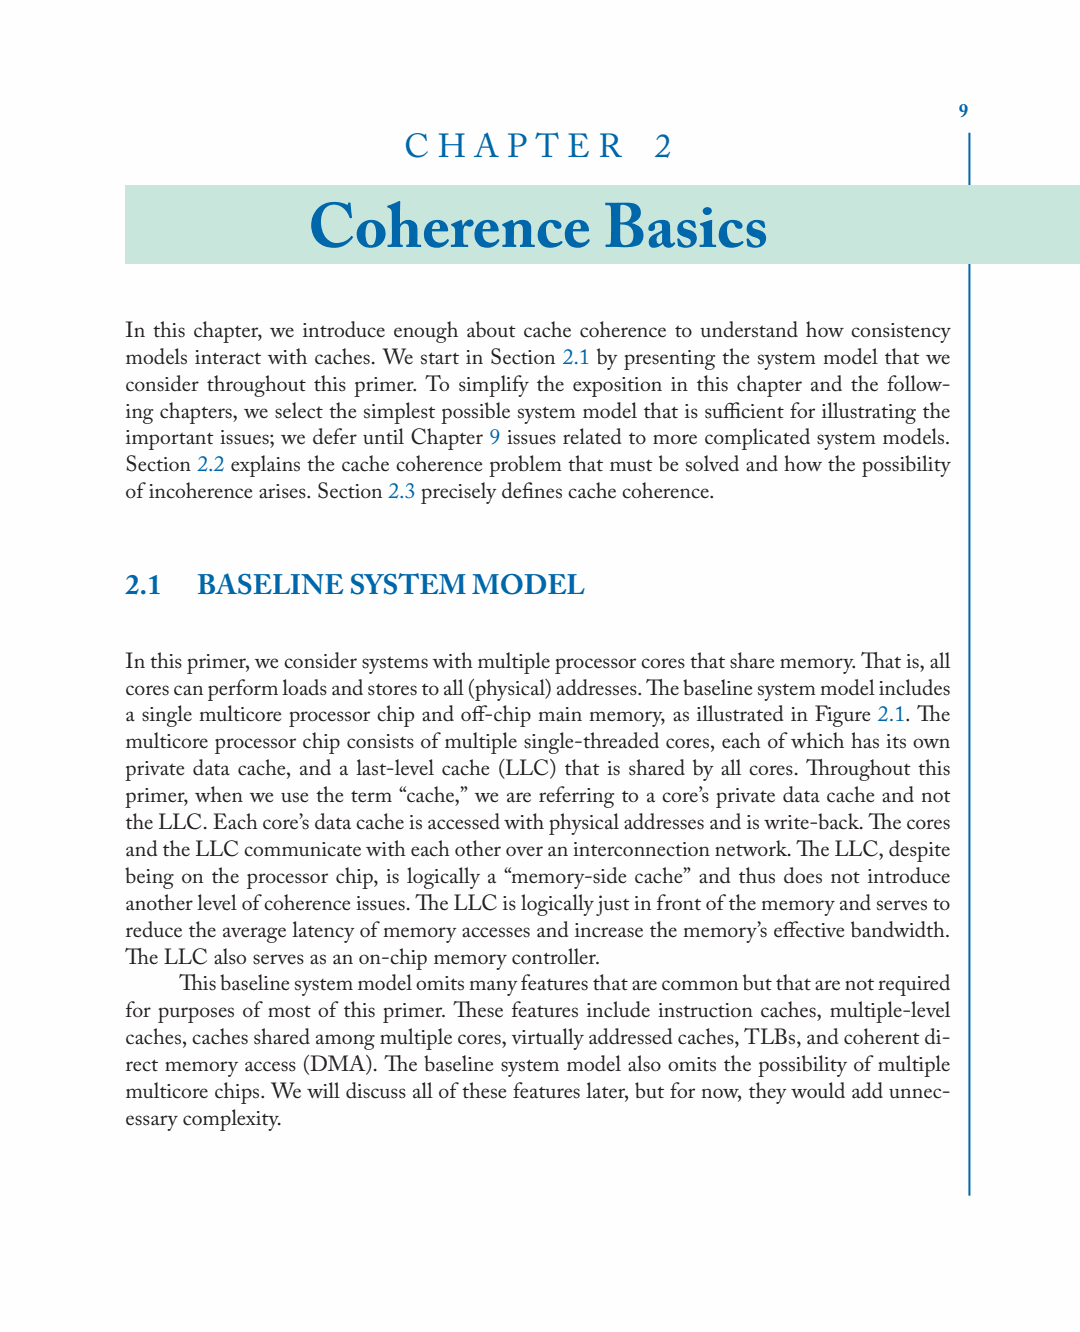 9
CHAPTER 2
Coherence Basics
In this chapter, we introduce enough about cache coherence to understand how consistency
models interact with caches. We start in Section 2.1 by presenting the system model that we
consider throughout this primer. To simplify the exposition in this chapter and the follow-
ing chapters, we select the simplest possible system model that is sufficient for illustrating the
important issues; we defer until Chapter 9 issues related to more complicated system models.
Section 2.2 explains the cache coherence problem that must be solved and how the possibility
of incoherence arises. Section 2.3 precisely defines cache coherence.
2.1 BASELINE SYSTEM MODEL
In this primer, we consider systems with multiple processor cores that share memory. That is, all
cores can perform loads and stores to all (physical) addresses. The baseline system model includes
a single multicore processor chip and off-chip main memory, as illustrated in Figure 2.1. The
multicore processor chip consists of multiple single-threaded cores, each of which has its own
private data cache, and a last-level cache (LLC) that is shared by all cores. Throughout this
primer, when we use the term “cache,” we are referring to a core’s private data cache and not
the LLC. Each core’s data cache is accessed with physical addresses and is write-back. The cores
and the LLC communicate with each other over an interconnection network. The LLC, despite
being on the processor chip, is logically a “memory-side cache” and thus does not introduce
another level of coherence issues. The LLC is logically just in front of the memory and serves to
reduce the average latency of memory accesses and increase the memory’s effective bandwidth.
The LLC also serves as an on-chip memory controller.
This baseline system model omits many features that are common but that are not required
for purposes of most of this primer. These features include instruction caches, multiple-level
caches, caches shared among multiple cores, virtually addressed caches, TLBs, and coherent di-
rect memory access (DMA). The baseline system model also omits the possibility of multiple
multicore chips. We will discuss all of these features later, but for now, they would add unnec-
essary complexity.